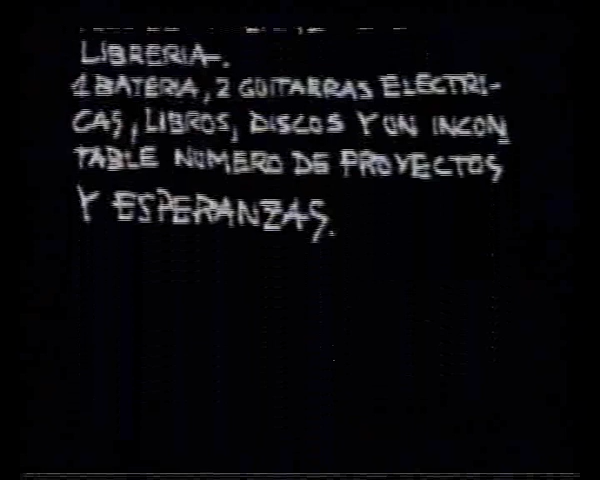 LIBRERIA.
1 BATERIA, 2 GUITARRAS ELECTRI-
CAS, LIBROS, DISCOS Y UN INCON
TABLE NUMERO DE PROYECTOS
Y ESPERANZAS.